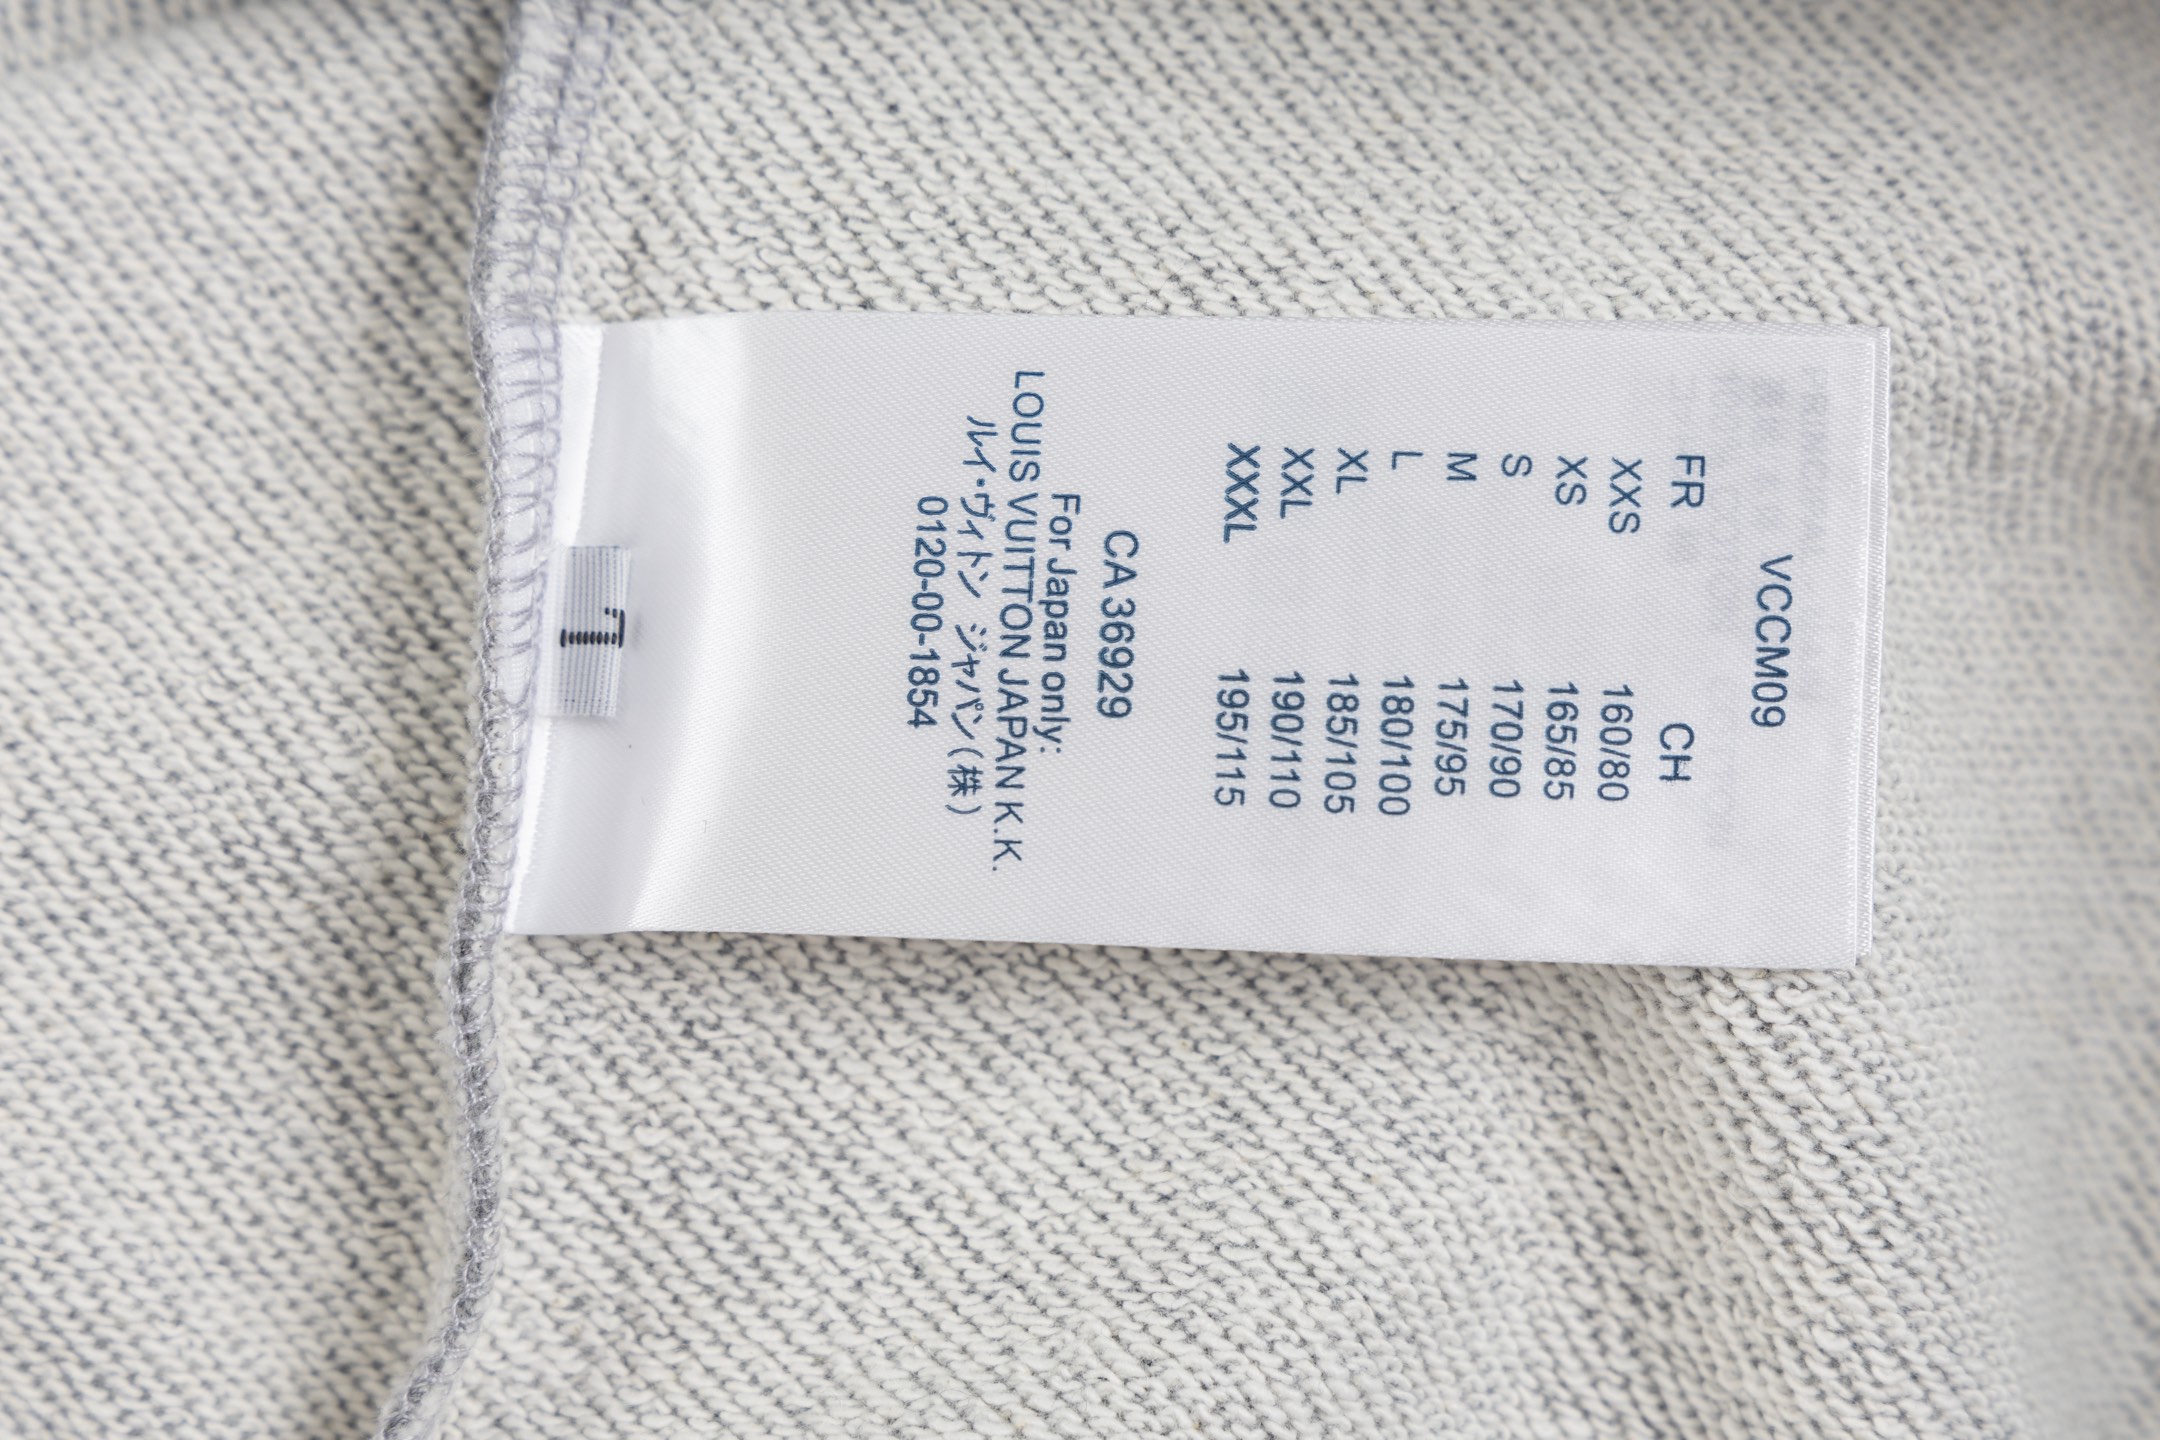 VCCM09
FR CH
XXS 160/80
XS 165/85
S 170/90
M 175/95
L 180/100
XL 185/105
XXL 190/110
XXXL 195/115
CA 36929
For Japan only:
LOUIS VUITTON JAPAN K.K.
ルイ・ヴィトン ジャパン(株)
0120-00-1854